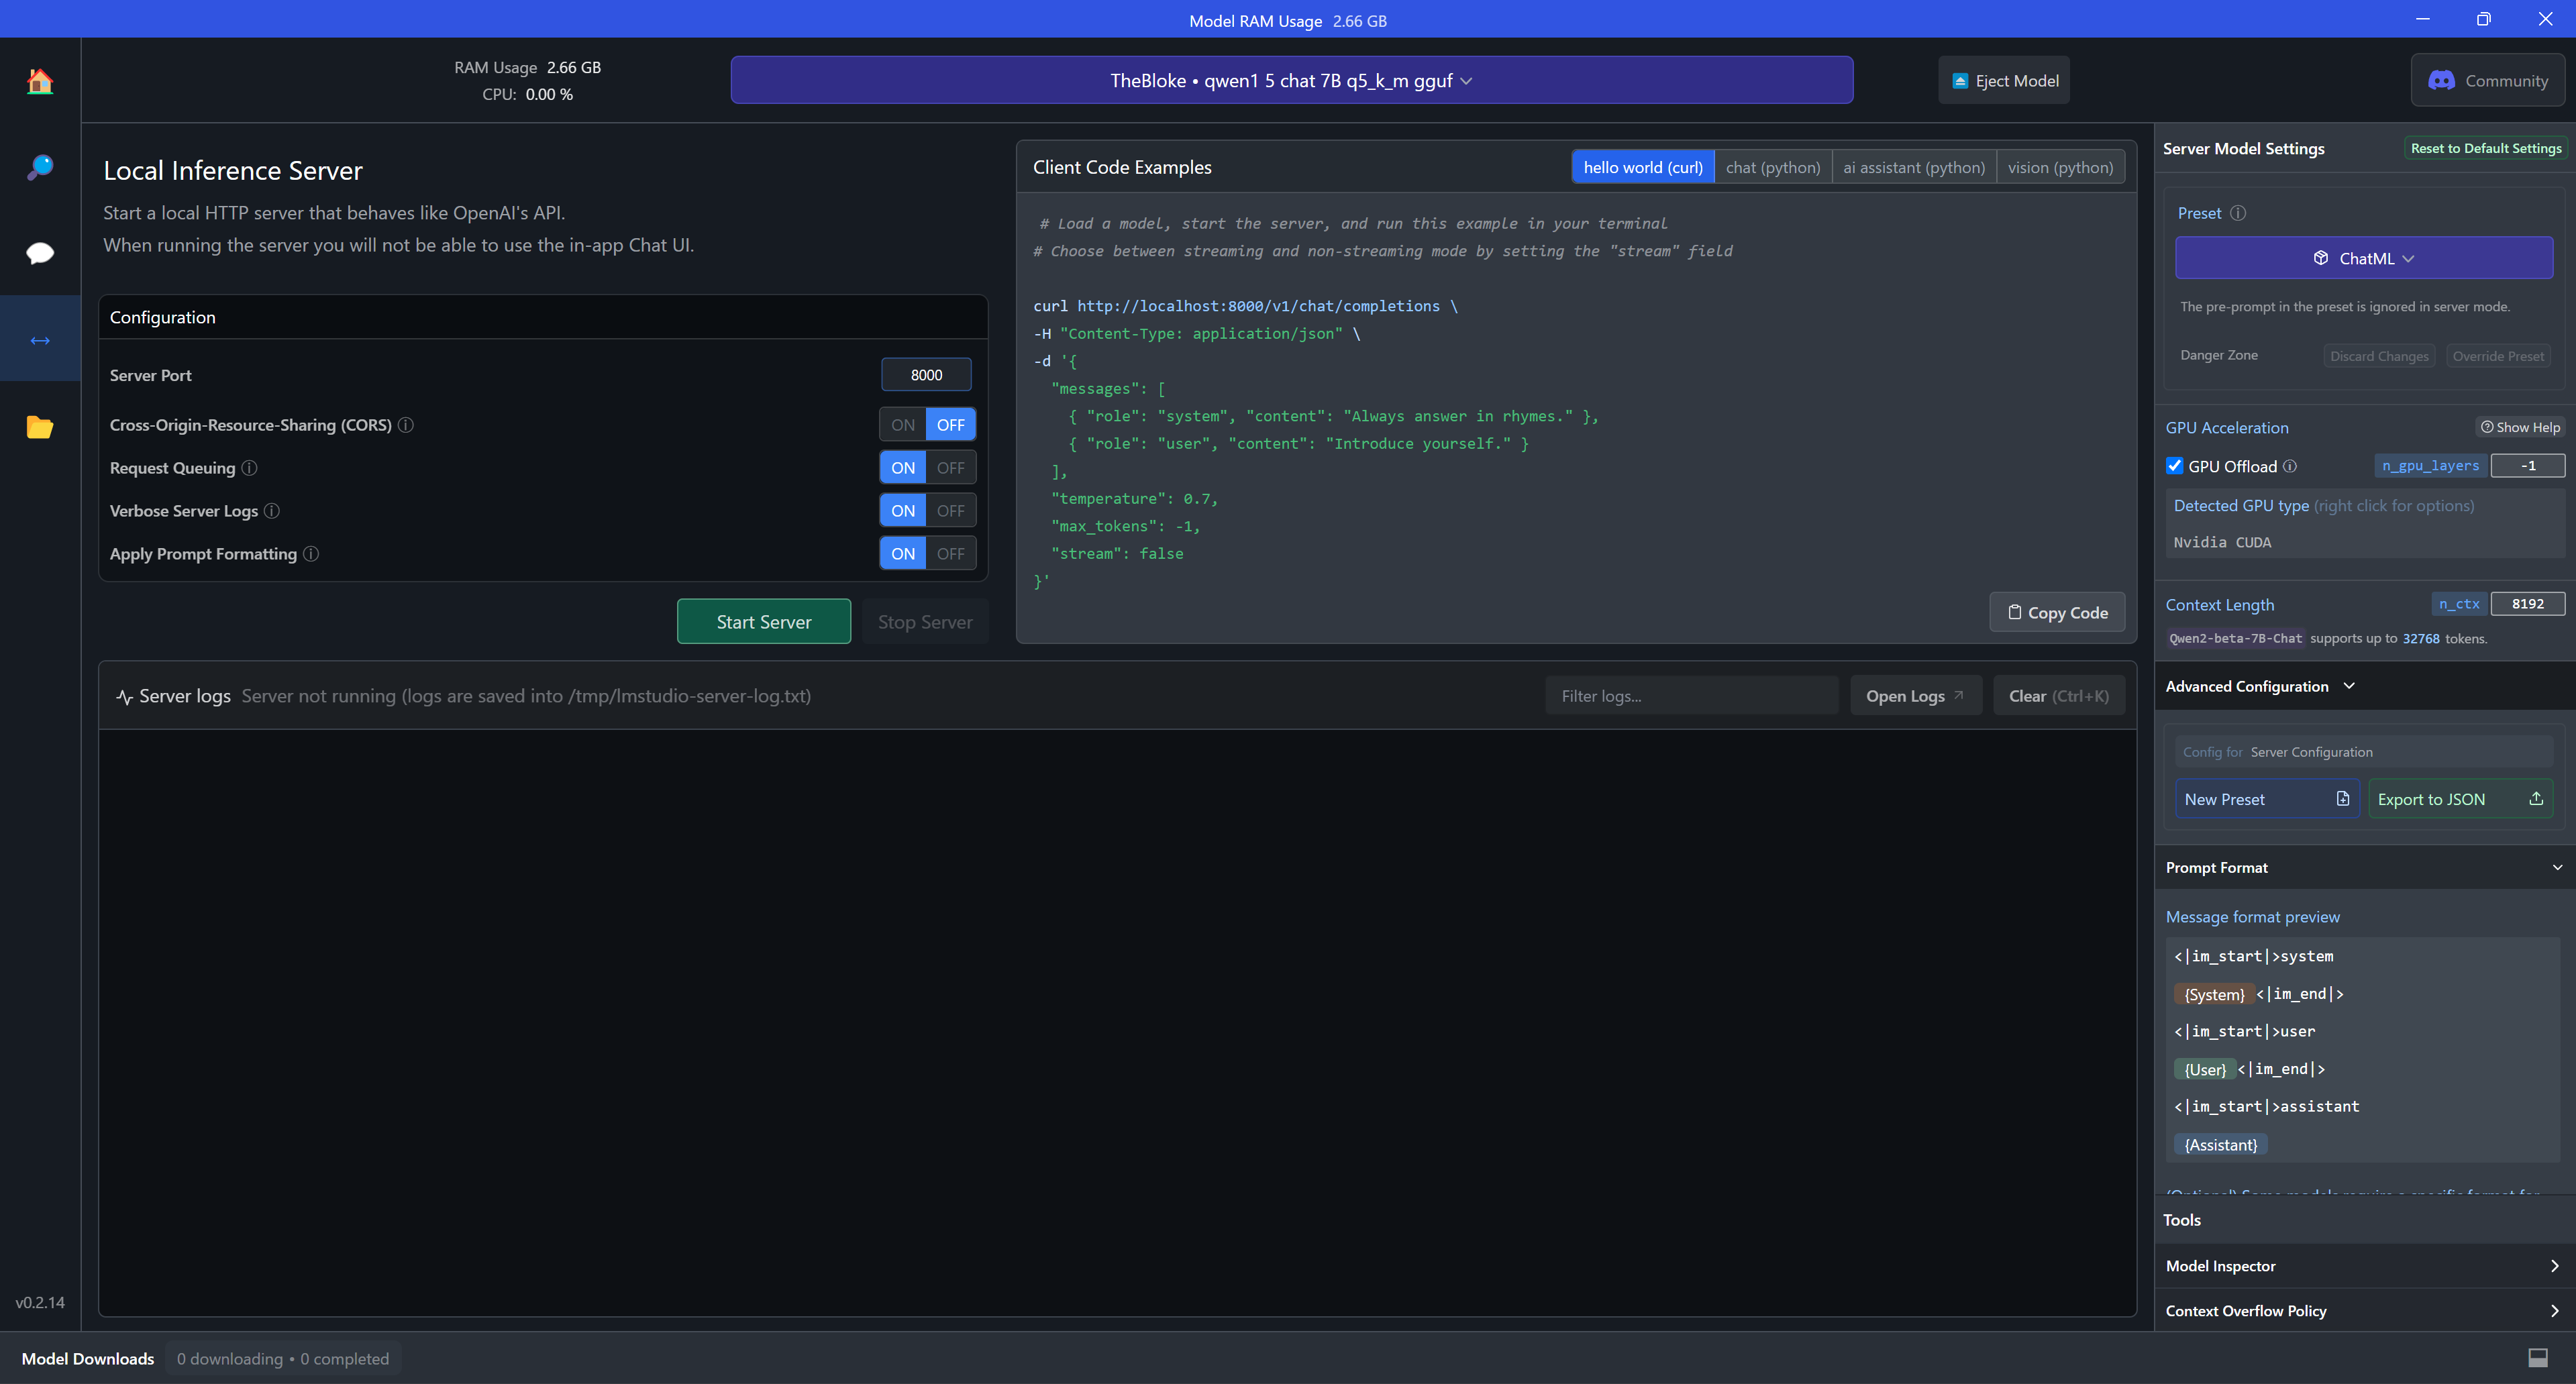 Model RAM Usage 2.66 GB
RAM Usage 2.66 GB
CPU: 0.00 %
TheBloke • qwen1 5 chat 7B q5_k_m gguf
Eject Model
Community
Local Inference Server
Start a local HTTP server that behaves like OpenAI's API.
When running the server you will not be able to use the in-app Chat UI.
Configuration
Server Port 8000
Cross-Origin-Resource-Sharing (CORS) ON OFF
Request Queuing ON OFF
Verbose Server Logs ON OFF
Apply Prompt Formatting ON OFF
Start Server Stop Server
Client Code Examples hello world (curl) chat (python) ai assistant (python) vision (python)
# Load a model, start the server, and run this example in your terminal
# Choose between streaming and non-streaming mode by setting the "stream" field
curl http://localhost:8000/v1/chat/completions \
-H "Content-Type: application/json" \
-d '{
"messages": [
{ "role": "system", "content": "Always answer in rhymes." },
{ "role": "user", "content": "Introduce yourself." }
],
"temperature": 0.7,
"max_tokens": -1,
"stream": false
}'
Copy Code
Server logs Server not running (logs are saved into /tmp/lmstudio-server-log.txt)
Filter logs... Open Logs Clear (Ctrl+K)
Server Model Settings Reset to Default Settings
Preset
ChatML
The pre-prompt in the preset is ignored in server mode.
Danger Zone Discard Changes Override Preset
GPU Acceleration Show Help
GPU Offload n_gpu_layers -1
Detected GPU type (right click for options)
Nvidia CUDA
Context Length n_ctx 8192
Qwen2-beta-7B-Chat supports up to 32768 tokens.
Advanced Configuration
Config for Server Configuration
New Preset Export to JSON
Prompt Format
Message format preview
<|im_start|>system
{System} <|im_end|>
<|im_start|>user
{User} <|im_end|>
<|im_start|>assistant
{Assistant}
(Optional) Some models require a specific format for
Tools
Model Inspector
Context Overflow Policy
v0.2.14
Model Downloads 0 downloading • 0 completed